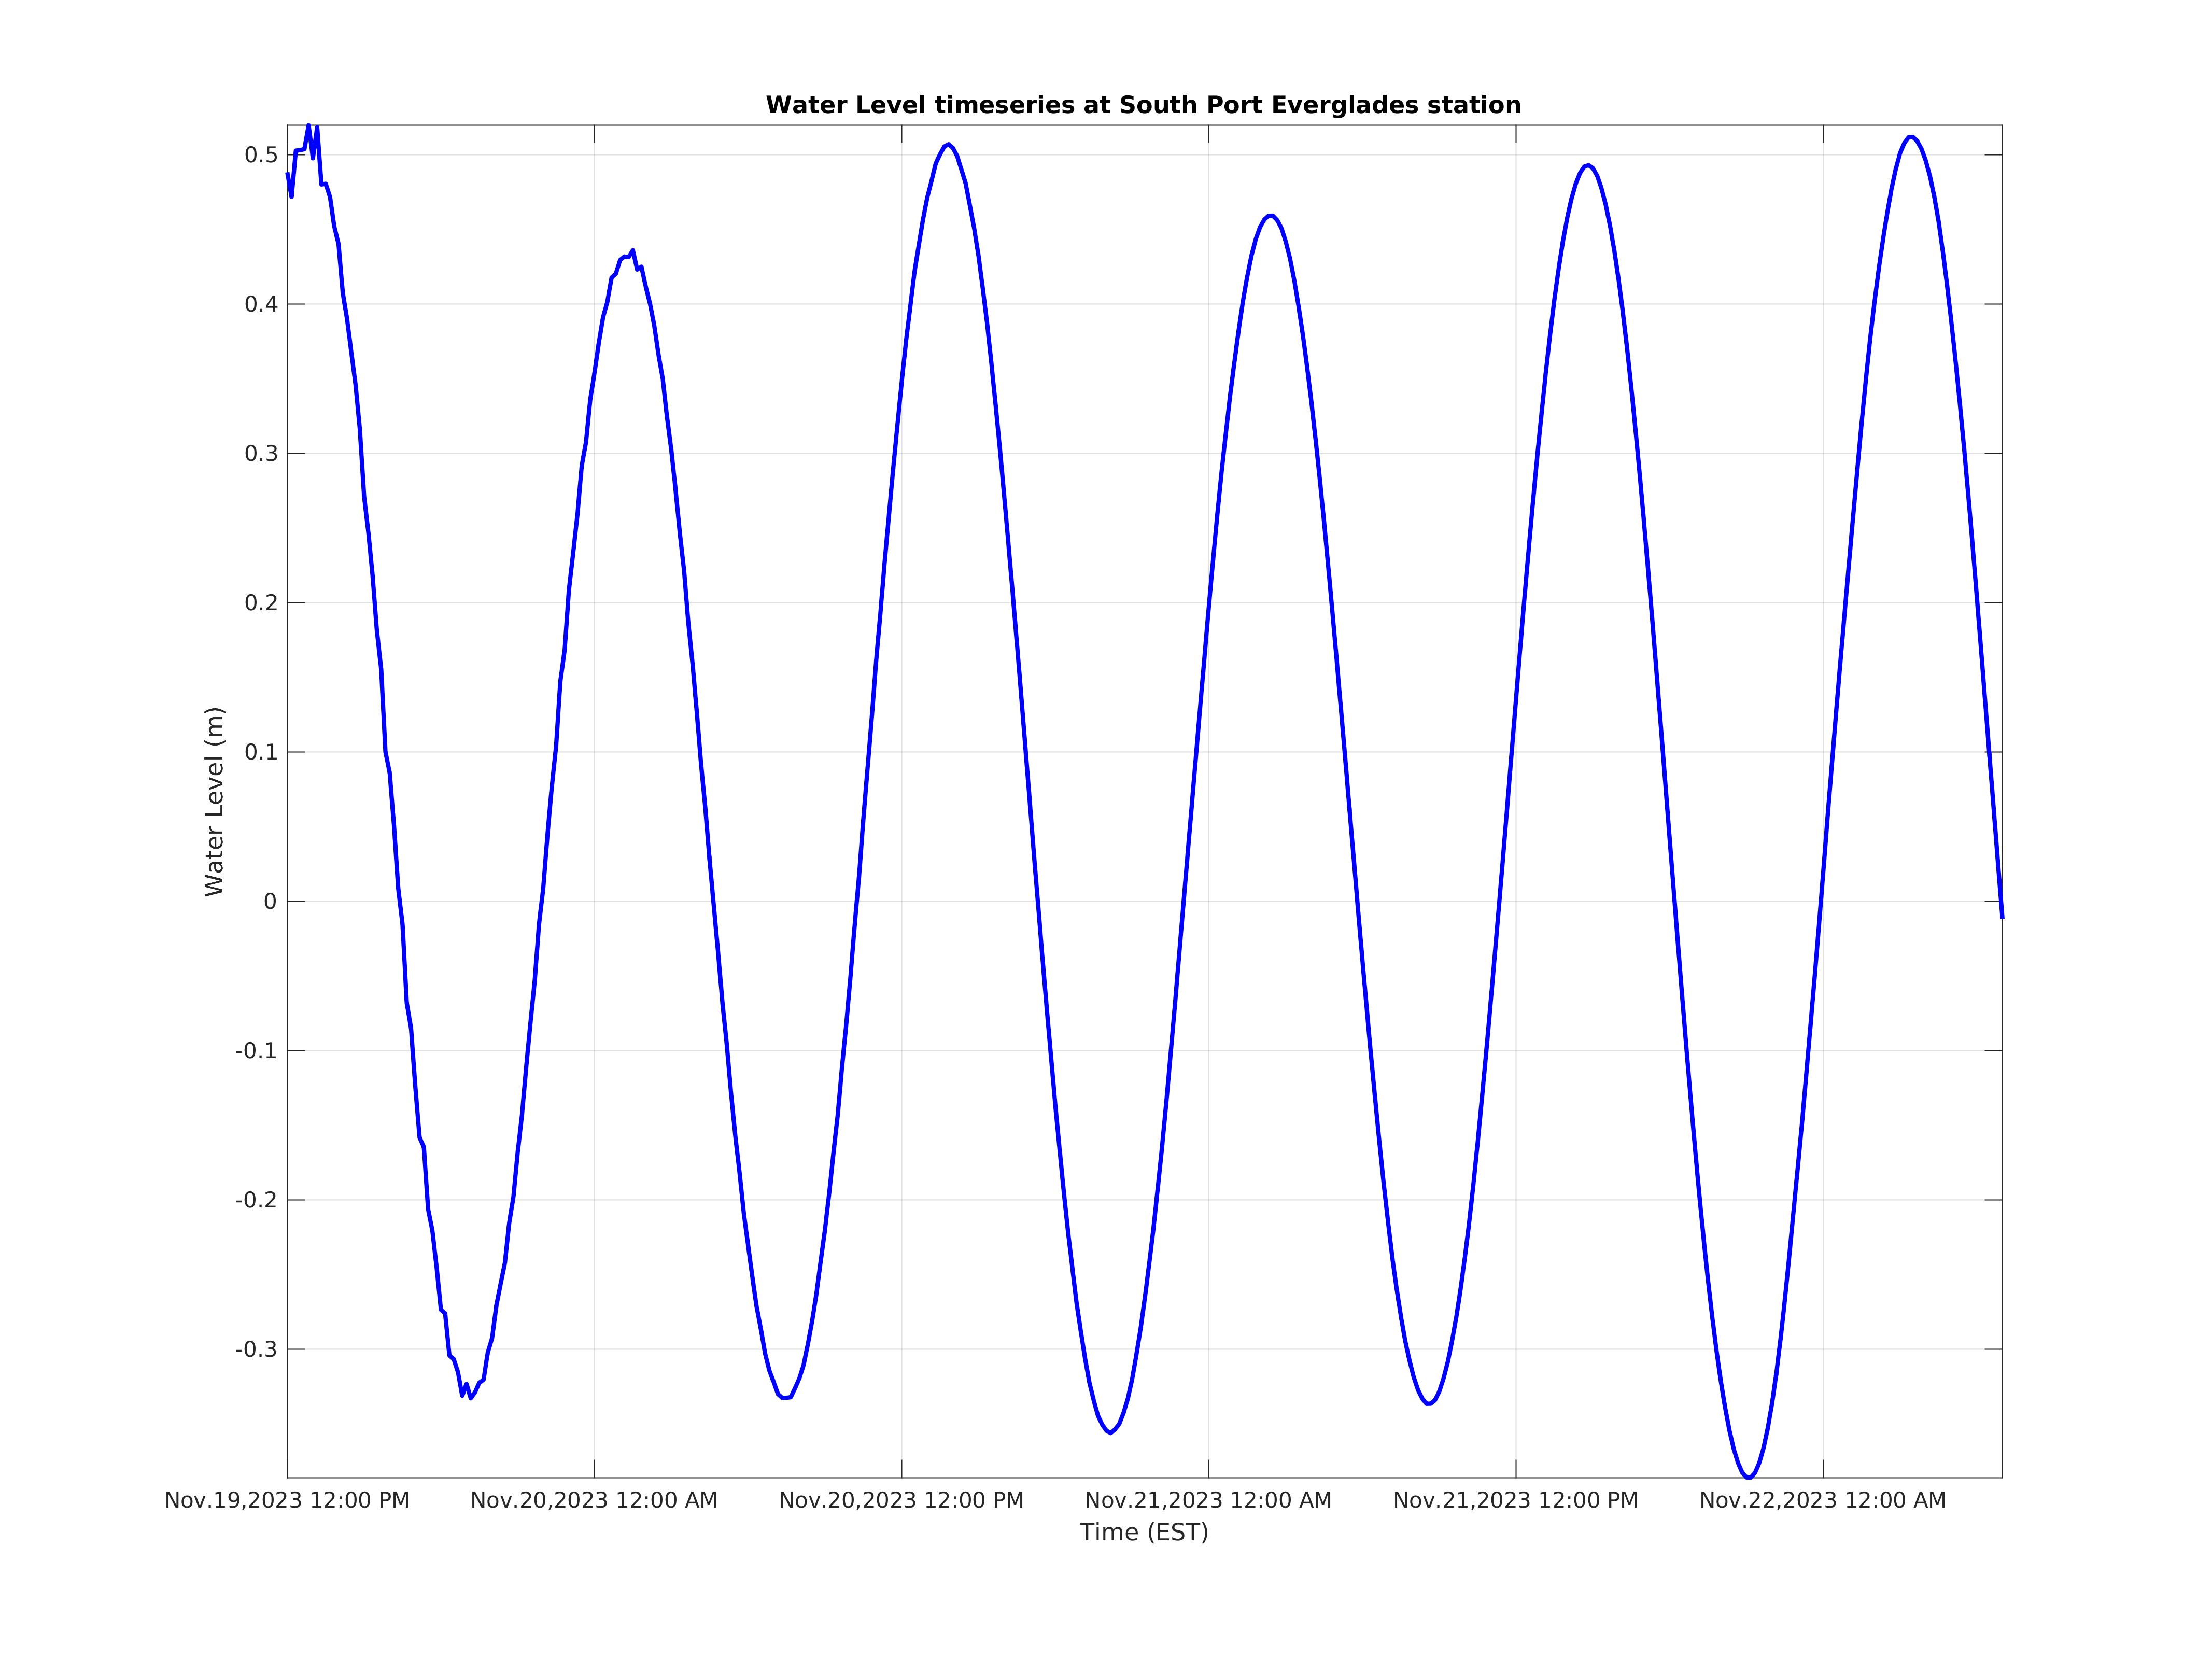 Water Level timeseries at South Port Everglades station
0.5
0.4
0.3
0.2
0.1
0
-0.1
-0.2
-0.3
Water Level (m)
Nov.19,2023 12:00 PM
Nov.20,2023 12:00 AM
Nov.20,2023 12:00 PM
Nov.21,2023 12:00 AM
Nov.21,2023 12:00 PM
Nov.22,2023 12:00 AM
Time (EST)